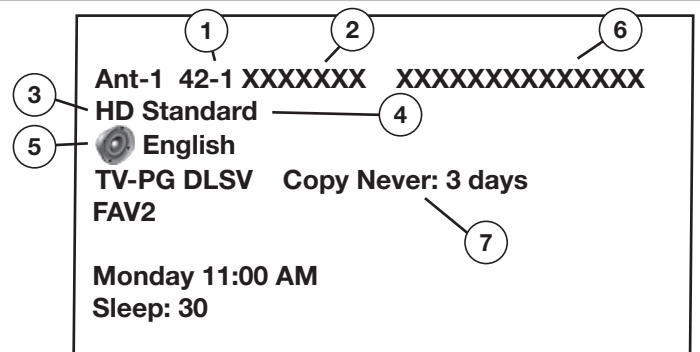 1 2 6
Ant-1 42-1 XXXXXXX XXXXXXXXXXXXXX
3 HD Standard 4
5 English
TV-PG DLSV Copy Never: 3 days
FAV2 7
Monday 11:00 AM
Sleep: 30